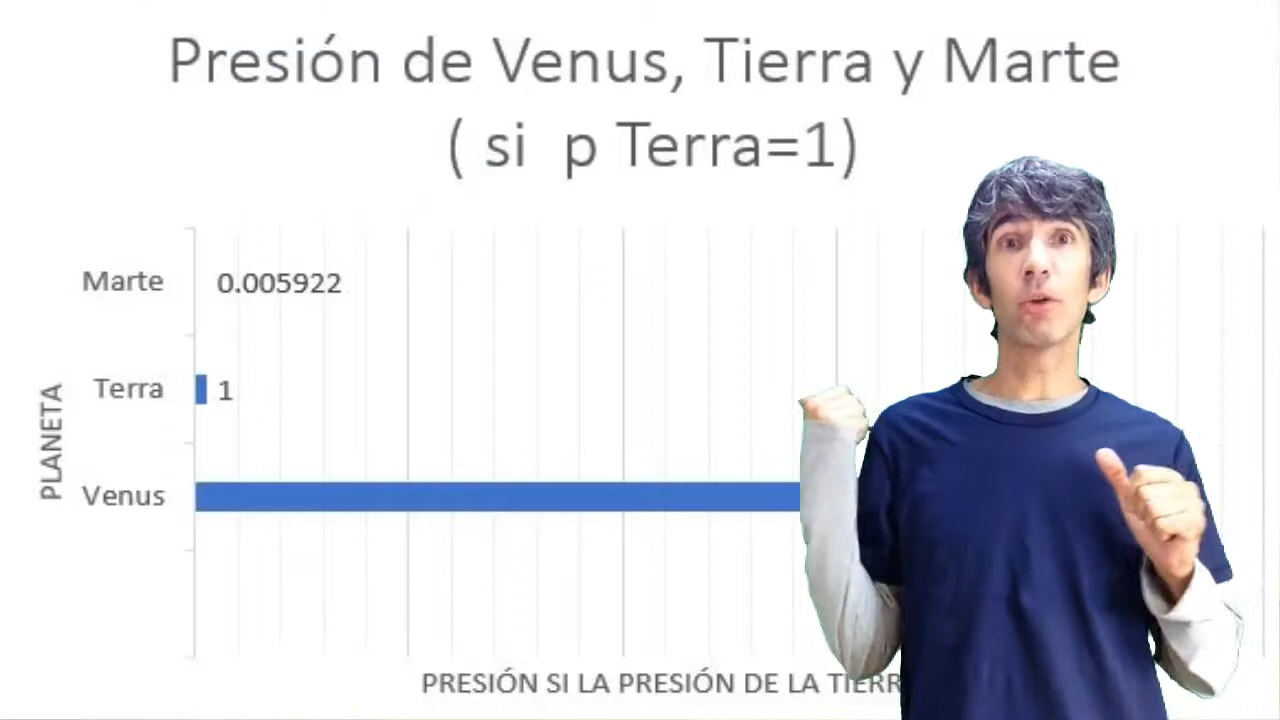 Presión de Venus, Tierra y Marte
( si p Terra=1)
Marte 0.005922
Terra 1
Venus
PLANETA
PRESIÓN SI LA PRESIÓN DE LA